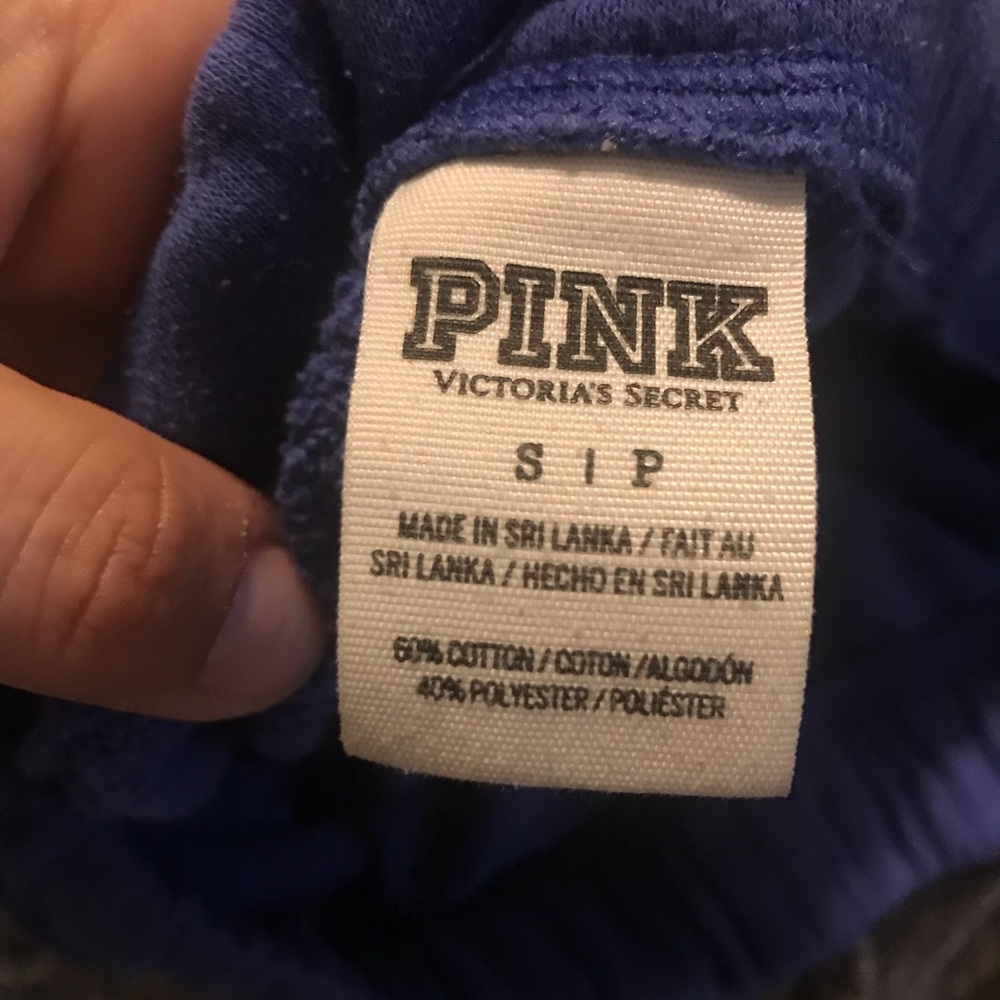 PINK
VICTORIA'S SECRET
S | P
MADE IN SRI LANKA / FAIT AU
SRI LANKA / HECHO EN SRI LANKA
60% COTTON / COTON / ALGODÓN
40% POLYESTER / POLIÉSTER